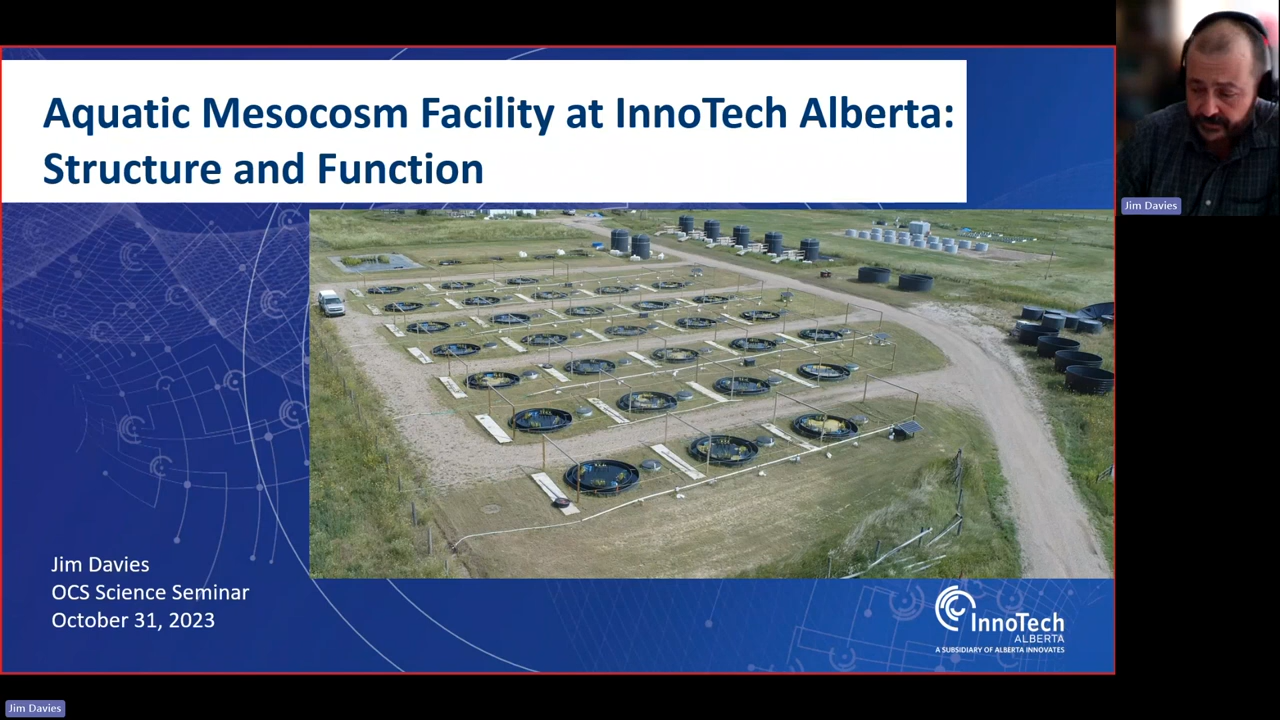 Aquatic Mesocosm Facility at InnoTech Alberta:
Structure and Function
Jim Davies
Jim Davies
OCS Science Seminar
October 31, 2023
InnoTech
ALBERTA
A SUBSIDIARY OF ALBERTA INNOVATES
Jim Davies